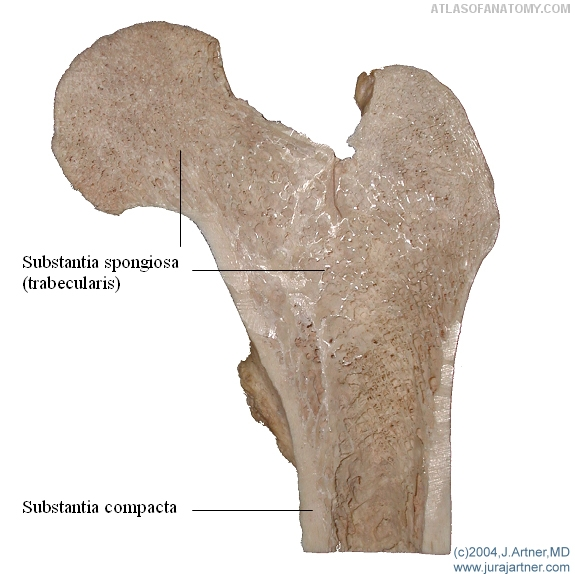 ATLASOFANATOMY.COM
Substantia spongiosa
(trabecularis)
Substantia compacta
(c)2004,J.Artner,MD
www.jurajartner.com